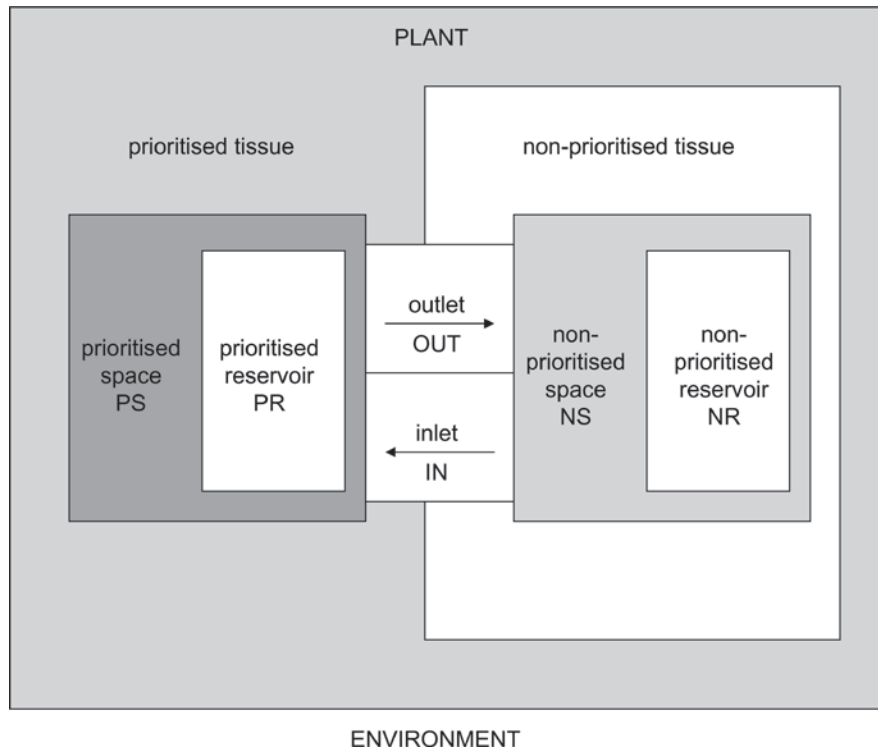 PLANT
prioritised tissue
non-prioritised tissue
prioritised
space
PS
prioritised
reservoir
PR
outlet
OUT
inlet
IN
non-
prioritised
space
NS
non-
prioritised
reservoir
NR
ENVIRONMENT